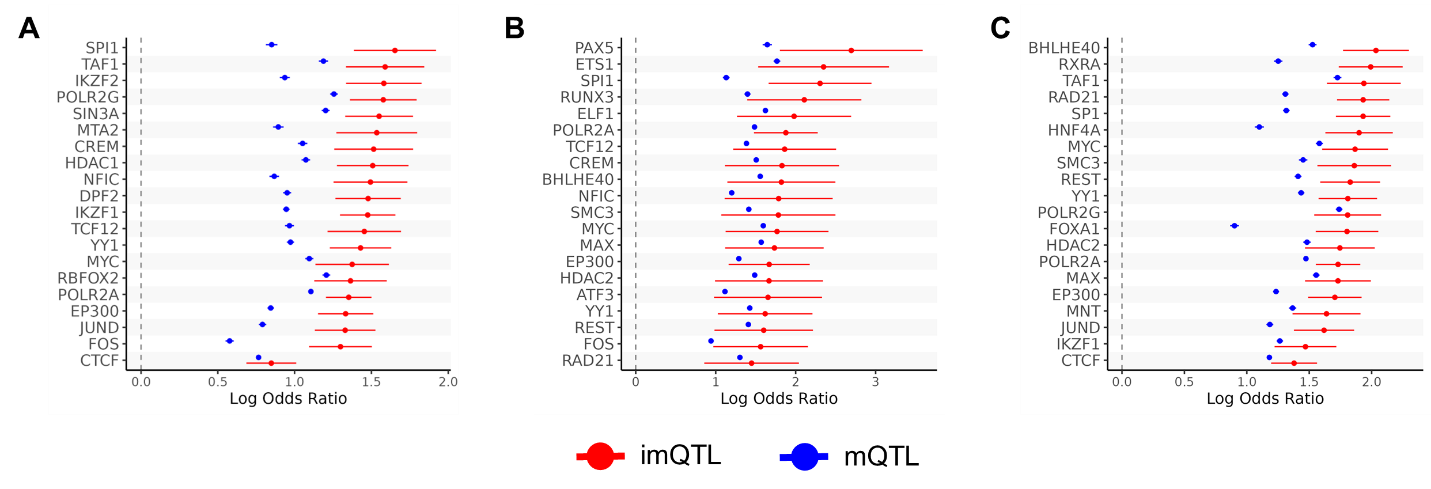 A
SPI1
TAF1
IKZF2
POLR2G
SIN3A
MTA2
CREM
HDAC1
NFIC
DPF2
IKZF1
TCF12
YY1
MYC
RBFOX2
POLR2A
EP300
JUND
FOS
CTCF
0.0 0.5 1.0 1.5 2.0
Log Odds Ratio
B
PAX5
ETS1
SPI1
RUNX3
ELF1
POLR2A
TCF12
CREM
BHLHE40
NFIC
SMC3
MYC
MAX
EP300
HDAC2
ATF3
YY1
REST
FOS
RAD21
0 1 2 3
Log Odds Ratio
C
BHLHE40
RXRA
TAF1
RAD21
SP1
HNF4A
MYC
SMC3
REST
YY1
POLR2G
FOXA1
HDAC2
POLR2A
MAX
EP300
MNT
JUND
IKZF1
CTCF
0.0 0.5 1.0 1.5 2.0
Log Odds Ratio
imQTL mQTL